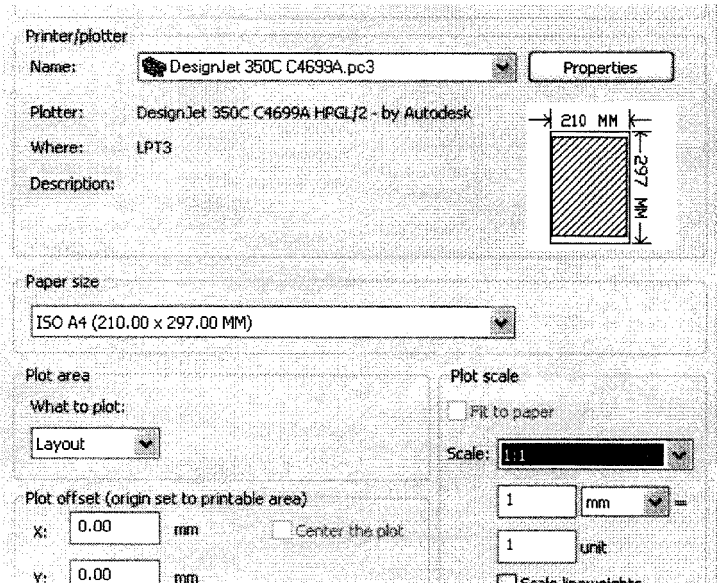 Printer/plotter
Name: DesignJet 350C C4699A.pc3 Properties
Plotter: DesignJet 350C C4699A HPGL/2 - by Autodesk
210 MM
Where: LPT3
297 MM
Description:
Paper size
ISO A4 (210.00 x 297.00 MM)
Plot area
Plot scale
What to plot:
Fit to paper
Layout
Scale: 1:1
Plot offset (origin set to printable area)
1 mm =
X: 0.00 mm Center the plot
1 unit
Y: 0.00 mm
Scale lineweights